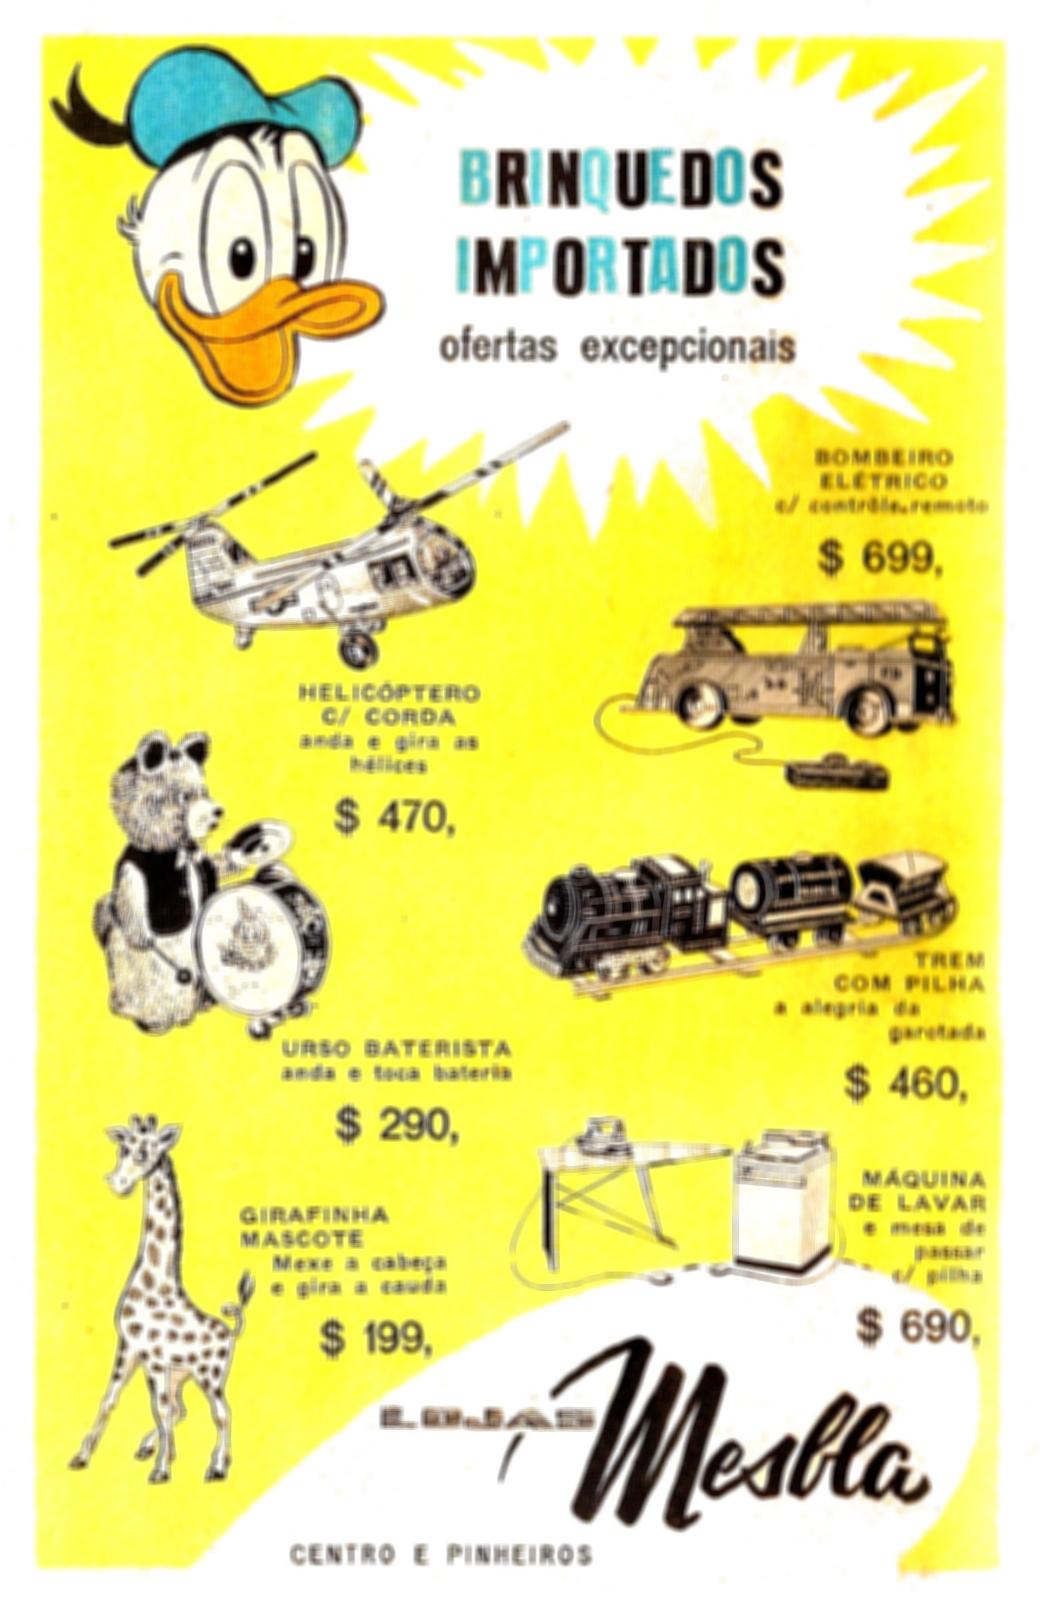 BRINQUEDOS
IMPORTADOS
ofertas excepcionais
BOMBEIRO
ELÉTRICO
c/ contrôle.remoto
$ 699,
HELICÓPTERO
C/ CORDA
anda e gira as
hélices
$ 470,
TREM
COM PILHA
a alegria da
garotada
$ 460,
URSO BATERISTA
anda e toca bateria
$ 290,
MÁQUINA
DE LAVAR
e mesa de
passar
c/ pilha
$ 690,
GIRAFINHA
MASCOTE
Mexe a cabeça
e gira a cauda
$ 199,
LOJAS
Mesbla
CENTRO E PINHEIROS